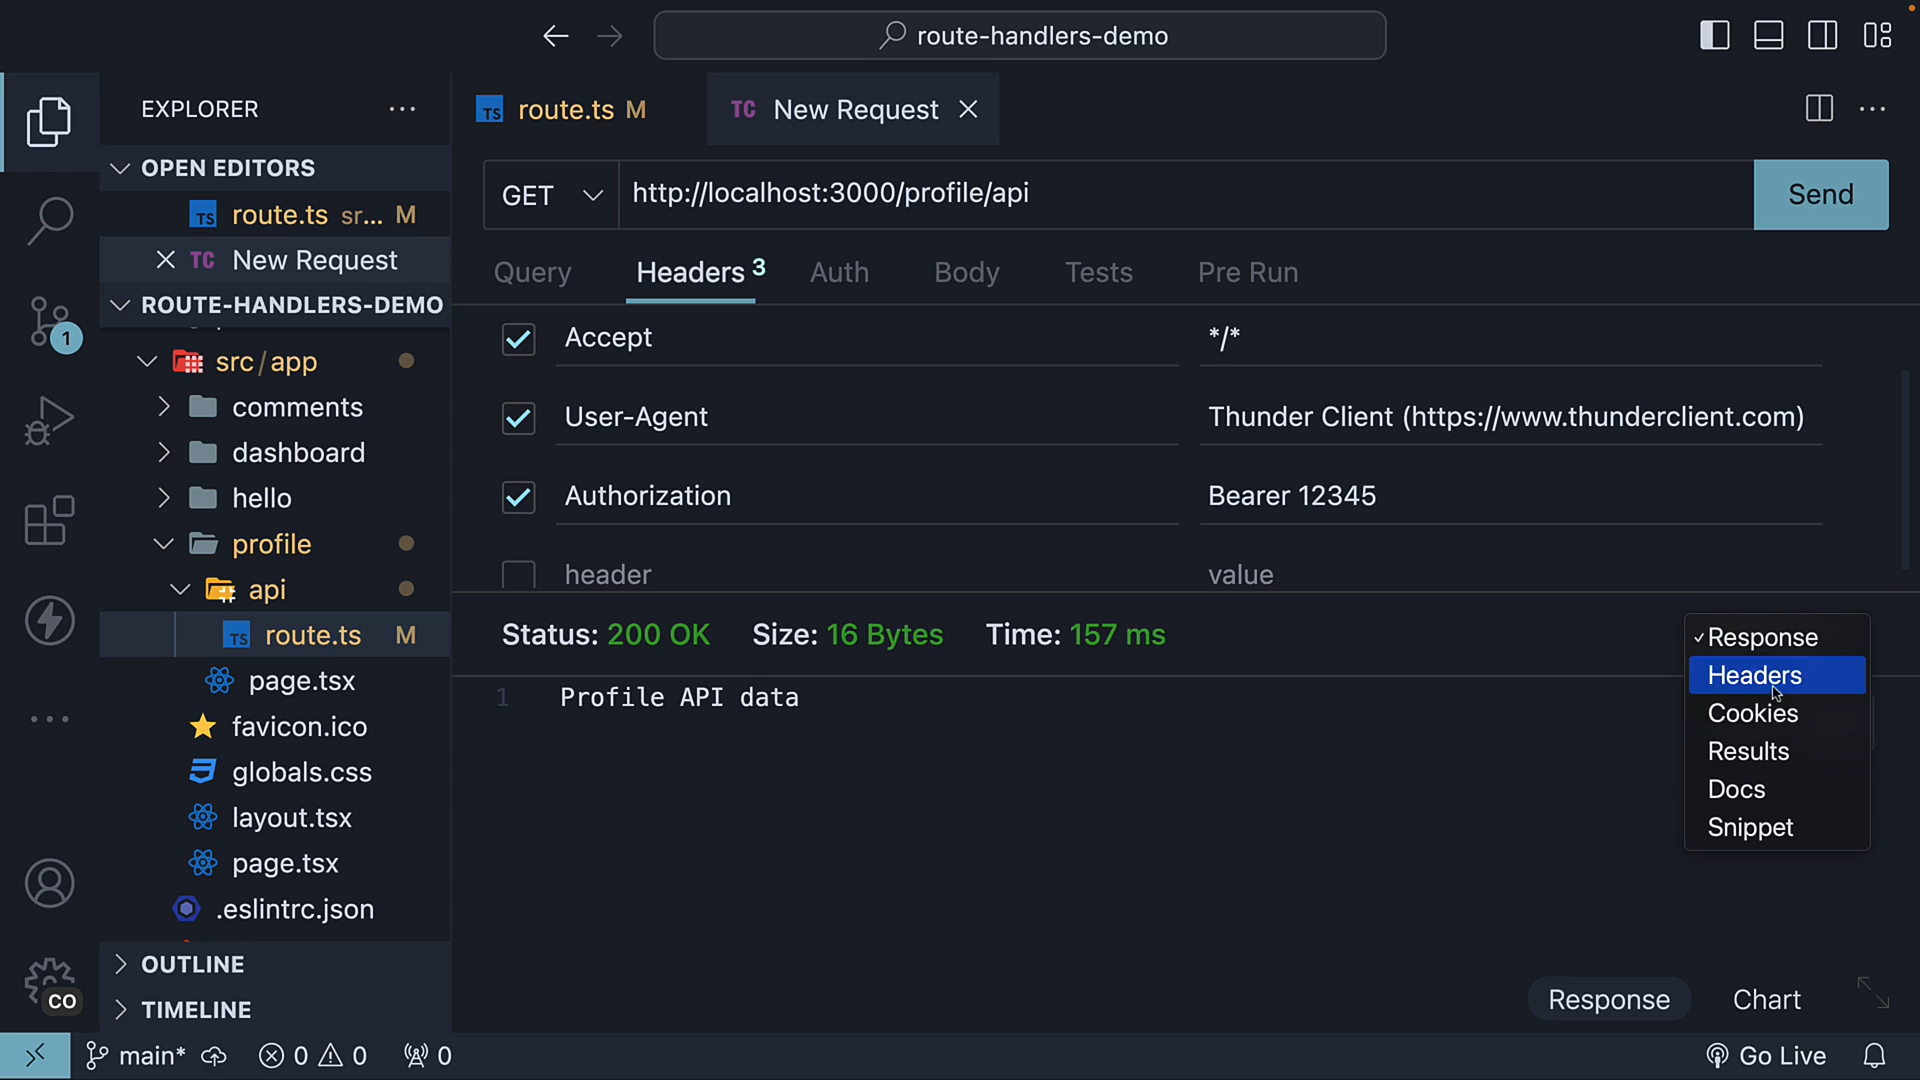 route-handlers-demo
EXPLORER
OPEN EDITORS
TS route.ts sr... M
TC New Request
ROUTE-HANDLERS-DEMO
src/app
comments
dashboard
hello
profile
api
TS route.ts M
page.tsx
favicon.ico
globals.css
layout.tsx
page.tsx
.eslintrc.json
OUTLINE
TIMELINE
1
CO
TS route.ts M
TC New Request
GET
http://localhost:3000/profile/api
Send
Query Headers 3 Auth Body Tests Pre Run
Accept */*
User-Agent Thunder Client (https://www.thunderclient.com)
Authorization Bearer 12345
header value
Status: 200 OK Size: 16 Bytes Time: 157 ms
1 Profile API data
Response
Headers
Cookies
Results
Docs
Snippet
Response Chart
main* 0 0 0 Go Live